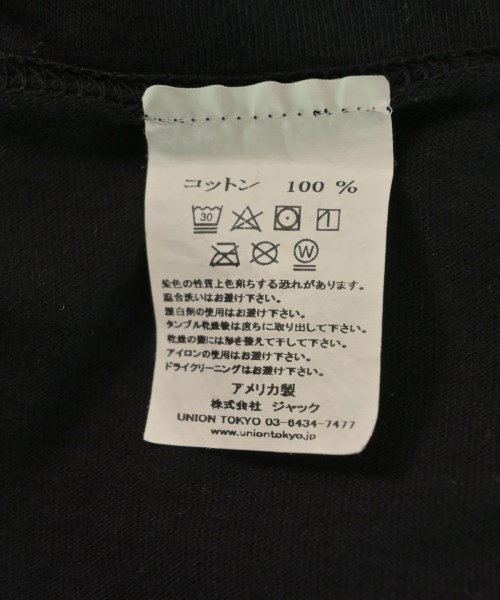 コットン 100 %
30
W
染色の性質上色剥ちする恐れがあります。
混合洗いはお避け下さい。
漂白剤の使用はお避け下さい。
タンブル乾燥後は直ちに取り出して下さい。
乾燥の際には形を整えて干して下さい。
アイロンの使用はお避け下さい。
ドライクリーニングはお避け下さい。
アメリカ製
株式会社 ジャック
UNION TOKYO 03-6434-7477
www.uniontokyo.jp